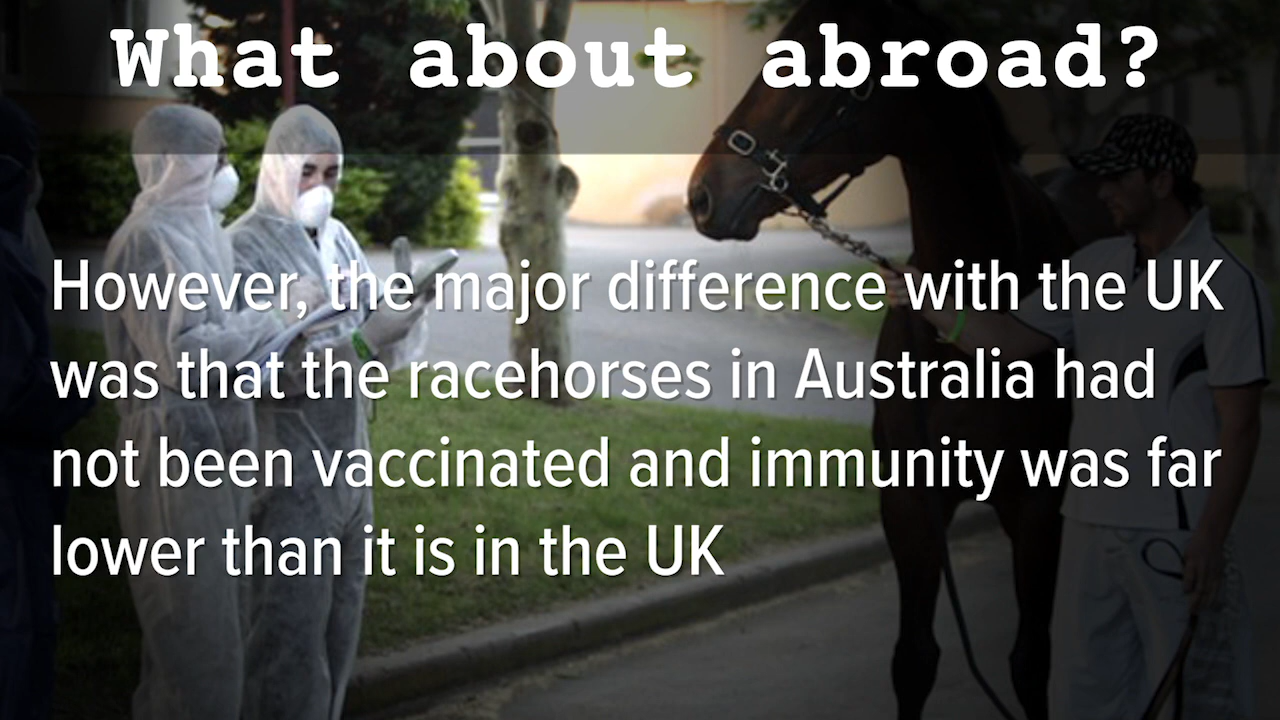 What about abroad?
However, the major difference with the UK
was that the racehorses in Australia had
not been vaccinated and immunity was far
lower than it is in the UK